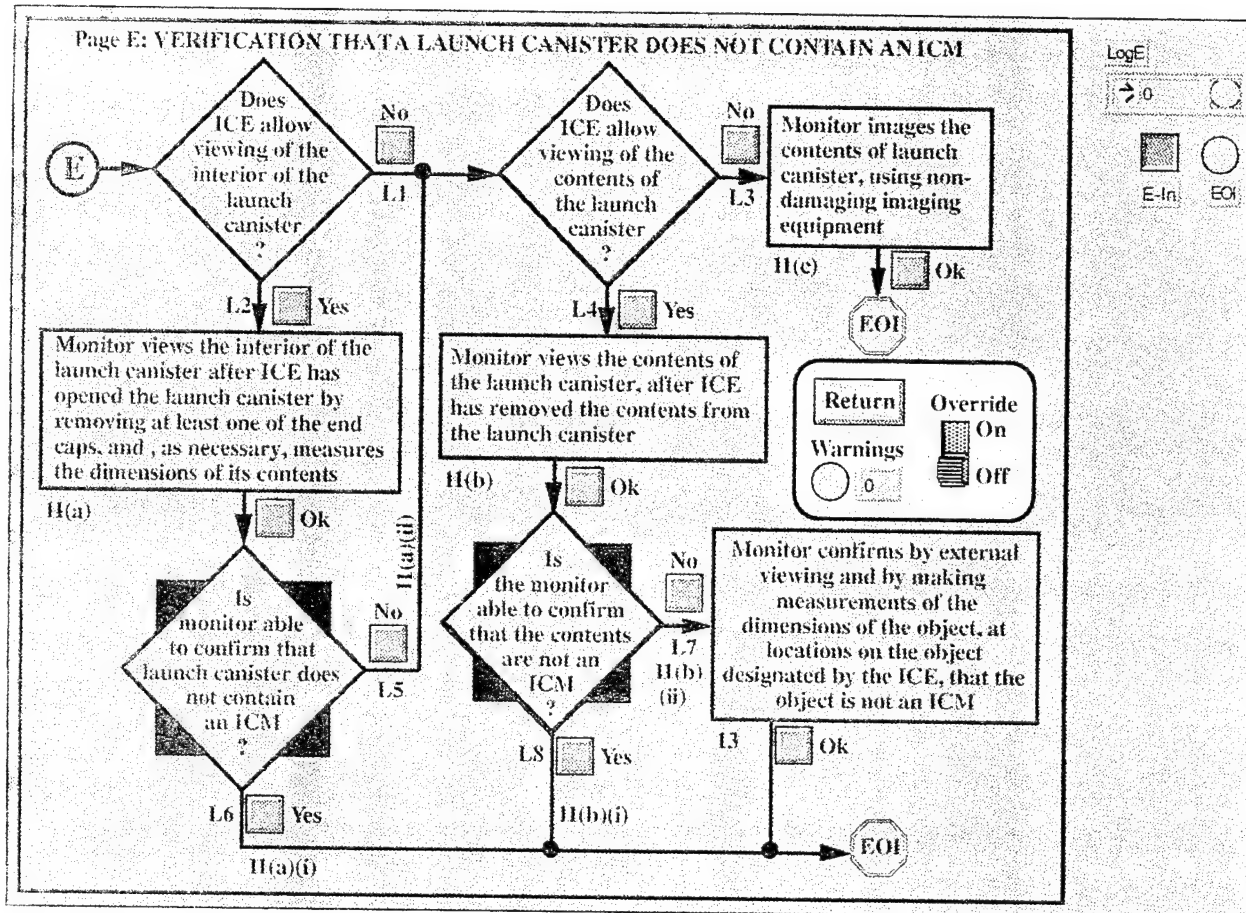 Page E: VERIFICATION THAT A LAUNCH CANISTER DOES NOT CONTAIN AN ICM
E
Does
ICE allow
viewing of the
interior of the
launch
canister
?
No
L1
L2
Yes
Monitor views the interior of the
launch canister after ICE has
opened the launch canister by
removing at least one of the end
caps, and , as necessary, measures
the dimensions of its contents
11(a)
Ok
11(a)(ii)
Is
monitor able
to confirm that
launch canister does
not contain
an ICM
?
No
L5
L6
Yes
11(a)(i)
Does
ICE allow
viewing of the
contents of
the launch
canister
?
No
L3
L4
Yes
Monitor views the contents of
the launch canister, after ICE
has removed the contents from
the launch canister
11(b)
Ok
Is
the monitor
able to confirm
that the contents
are not an
ICM
?
No
L7
11(b)
(ii)
L8
Yes
11(b)(i)
Monitor images the
contents of launch
canister, using non-
damaging imaging
equipment
11(c)
Ok
EOI
Return
Override
On
Off
Warnings
0
Monitor confirms by external
viewing and by making
measurements of the
dimensions of the object, at
locations on the object
designated by the ICE, that the
object is not an ICM
13
Ok
EOI
LogE
0
E-In
EOI